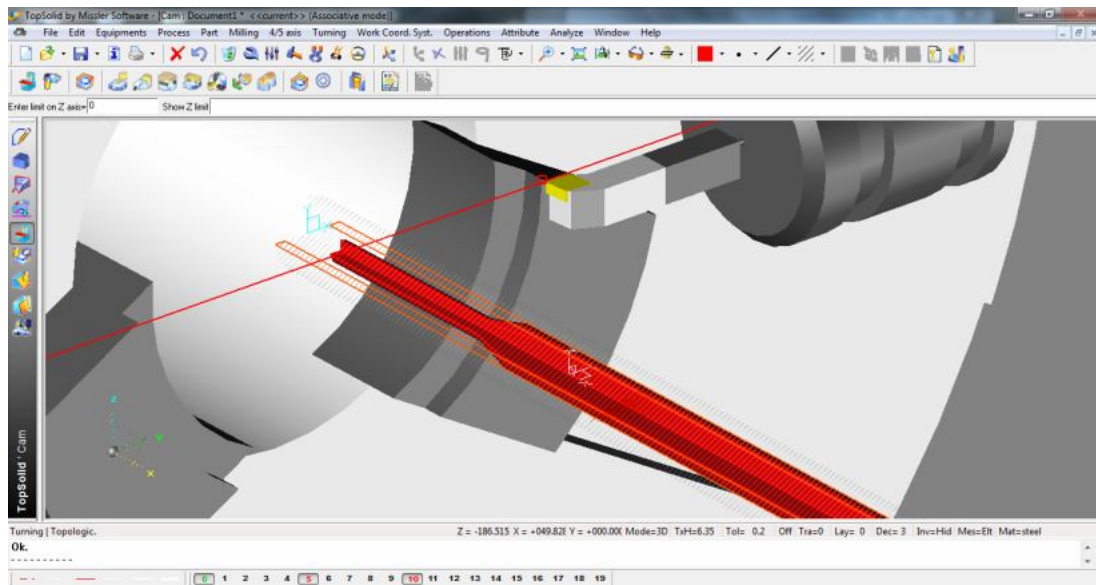 TopSolid by Missler Software - [Cam : Document1 * <<current>> (Associative mode)]
File Edit Equipments Process Part Milling 4/5 axis Turning Work Coord. Syst. Operations Attribute Analyze Window Help
Enter limit on Z axis= 0 Show Z limit
Z
Y
X
TopSolid'Cam
Turning | Topologic. Z = -186.515 X = +049.828 Y = +000.000 Mode=3D TxH=6.35 Tol= 0.2 Off Tra=0 Lay= 0 Dec= 3 Inv=Hid Mes=Elt Mat=steel
Ok.
----------
0 1 2 3 4 5 6 7 8 9 10 11 12 13 14 15 16 17 18 19